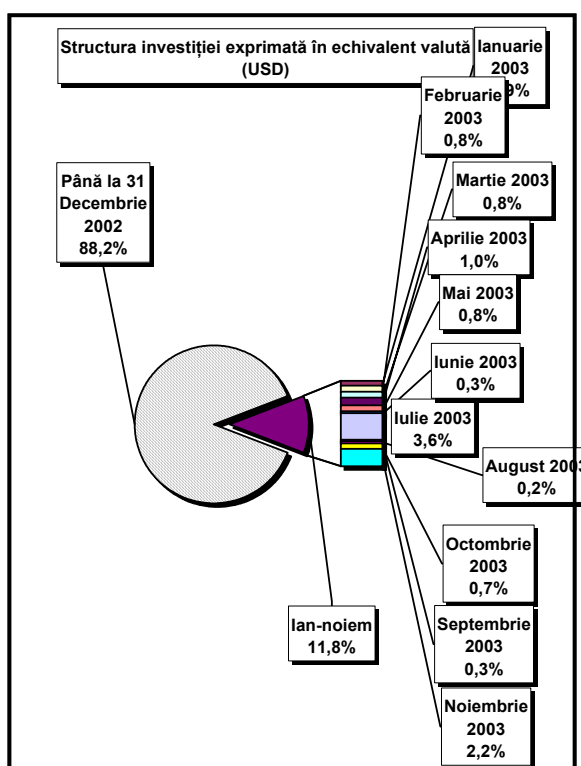 Structura investiției exprimată în echivalent valută
(USD)
Ianuarie
2003
9%
Februarie
2003
0,8%
Până la 31
Decembrie
2002
88,2%
Martie 2003
0,8%
Aprilie 2003
1,0%
Mai 2003
0,8%
Iunie 2003
0,3%
Iulie 2003
3,6%
August 2003
0,2%
Octombrie
2003
0,7%
Ian-noiem
11,8%
Septembrie
2003
0,3%
Noiembrie
2003
2,2%